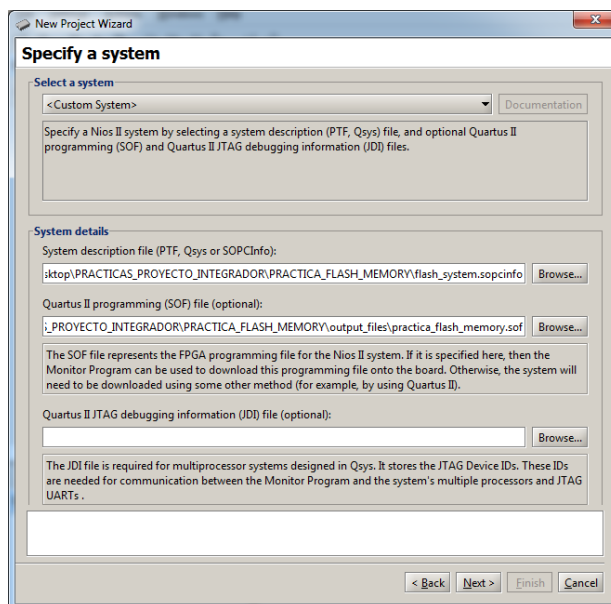 New Project Wizard
Specify a system
Select a system
<Custom System>
Documentation
Specify a Nios II system by selecting a system description (PTF, Qsys) file, and optional Quartus II
programming (SOF) and Quartus II JTAG debugging information (JDI) files.
System details
System description file (PTF, Qsys or SOPCInfo):
sktop\PRACTICAS_PROYECTO_INTEGRADOR\PRACTICA_FLASH_MEMORY\flash_system.sopcinfo
Browse...
Quartus II programming (SOF) file (optional):
_PROYECTO_INTEGRADOR\PRACTICA_FLASH_MEMORY\output_files\practica_flash_memory.sof
Browse...
The SOF file represents the FPGA programming file for the Nios II system. If it is specified here, then the
Monitor Program can be used to download this programming file onto the board. Otherwise, the system will
need to be downloaded using some other method (for example, by using Quartus II).
Quartus II JTAG debugging information (JDI) file (optional):
Browse...
The JDI file is required for multiprocessor systems designed in Qsys. It stores the JTAG Device IDs. These IDs
are needed for communication between the Monitor Program and the system's multiple processors and JTAG
UARTs .
< Back
Next >
Finish
Cancel